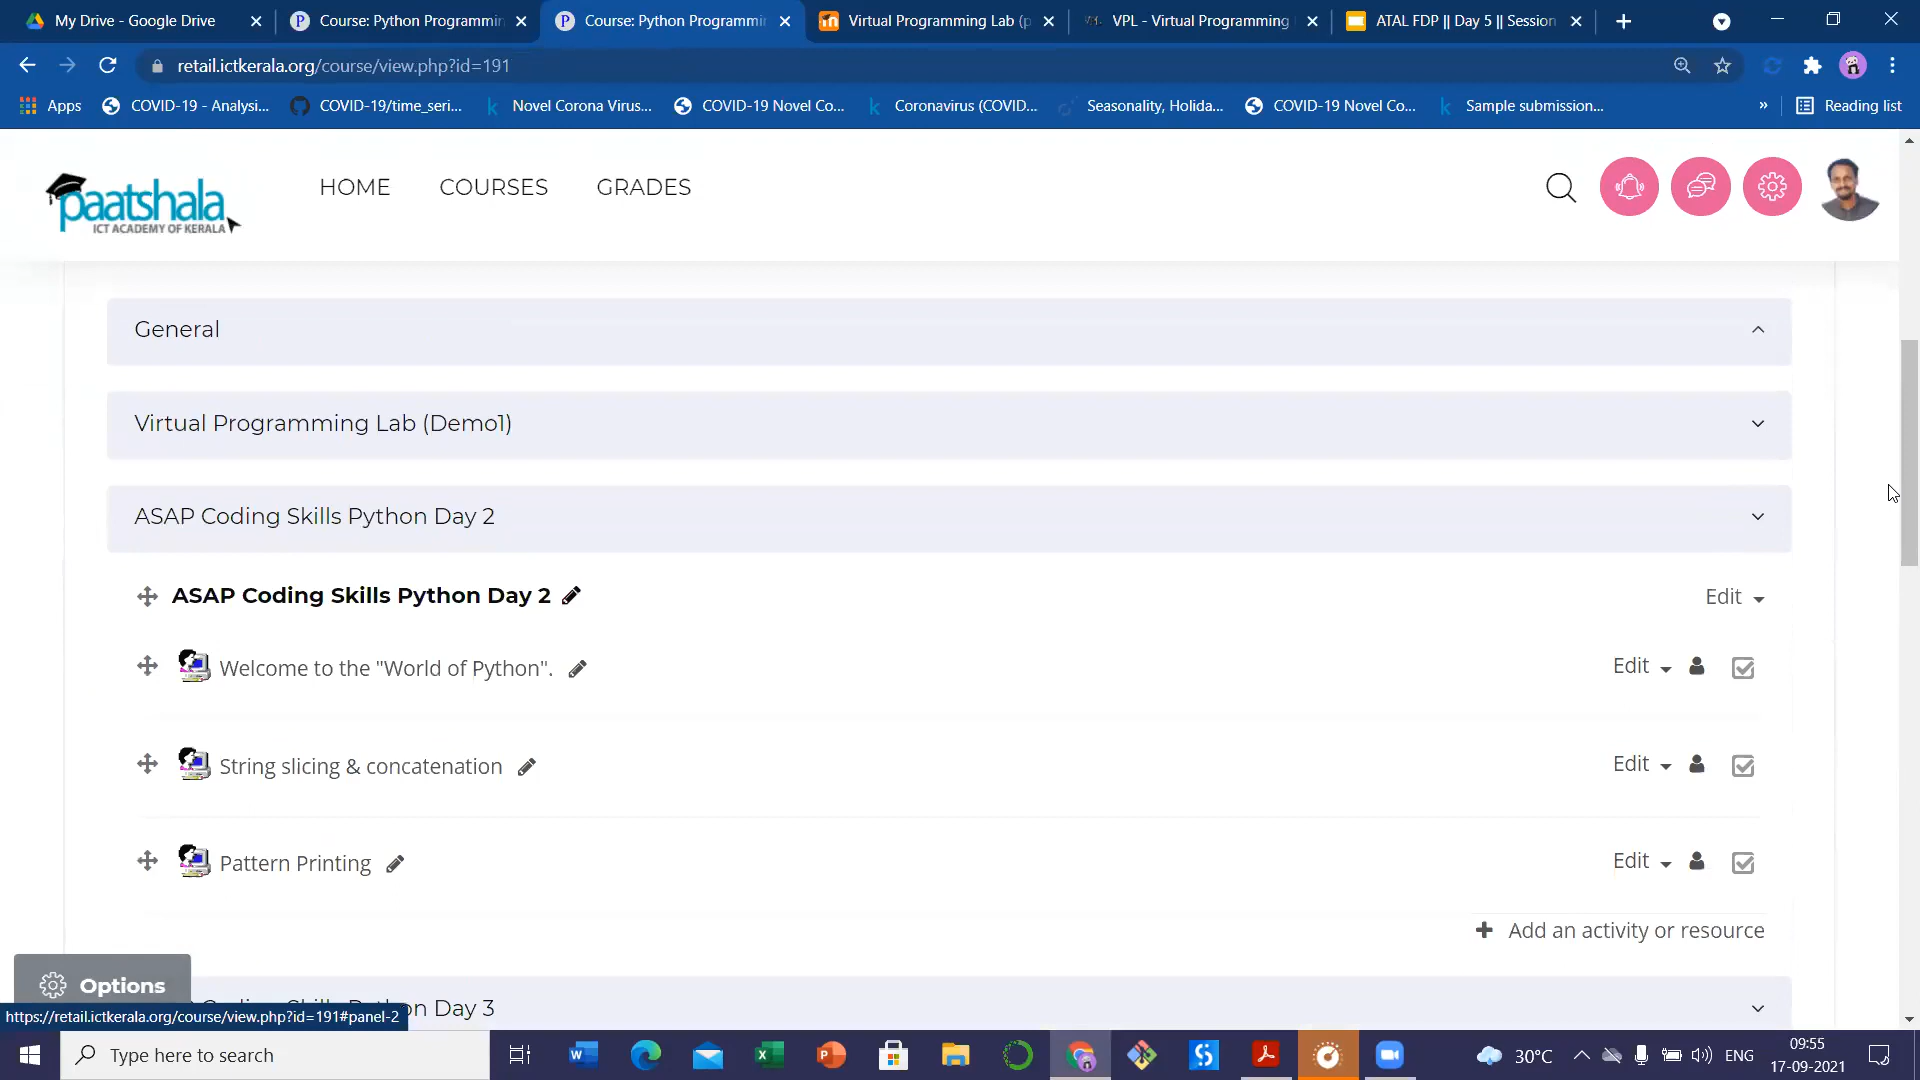 My Drive - Google Drive
Course: Python Programmin
Course: Python Programmin
Virtual Programming Lab (p
VPL - Virtual Programming
ATAL FDP || Day 5 || Session
retail.ictkerala.org/course/view.php?id=191
Apps
COVID-19 - Analysi...
COVID-19/time_seri...
Novel Corona Virus...
COVID-19 Novel Co...
Coronavirus (COVID...
Seasonality, Holida...
COVID-19 Novel Co...
Sample submission...
»
Reading list
paatshala
ICT ACADEMY OF KERALA
HOME
COURSES
GRADES
General
Virtual Programming Lab (Demo1)
ASAP Coding Skills Python Day 2
ASAP Coding Skills Python Day 2
Edit
Welcome to the "World of Python".
Edit
String slicing & concatenation
Edit
Pattern Printing
Edit
+ Add an activity or resource
Options
Python Day 3
https://retail.ictkerala.org/course/view.php?id=191#panel-2
Type here to search
30°C
ENG
09:55
17-09-2021